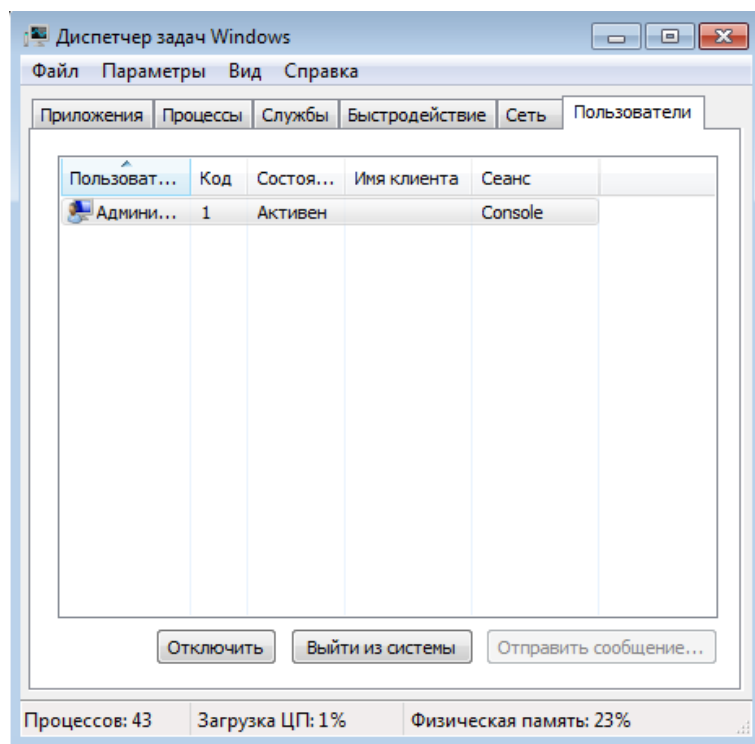 Диспетчер задач Windows
Файл Параметры Вид Справка
Приложения Процессы Службы Быстродействие Сеть Пользователи
Пользоват... Код Состоя... Имя клиента Сеанс
Админи... 1 Активен Console
Отключить Выйти из системы Отправить сообщение...
Процессов: 43 Загрузка ЦП: 1% Физическая память: 23%